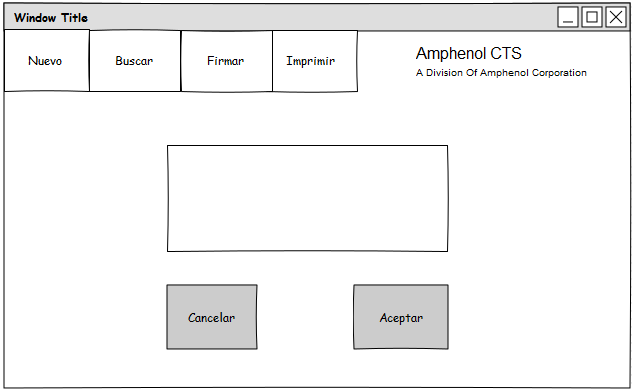 Window Title
Nuevo Buscar Firmar Imprimir
Amphenol CTS
A Division Of Amphenol Corporation
Cancelar Aceptar